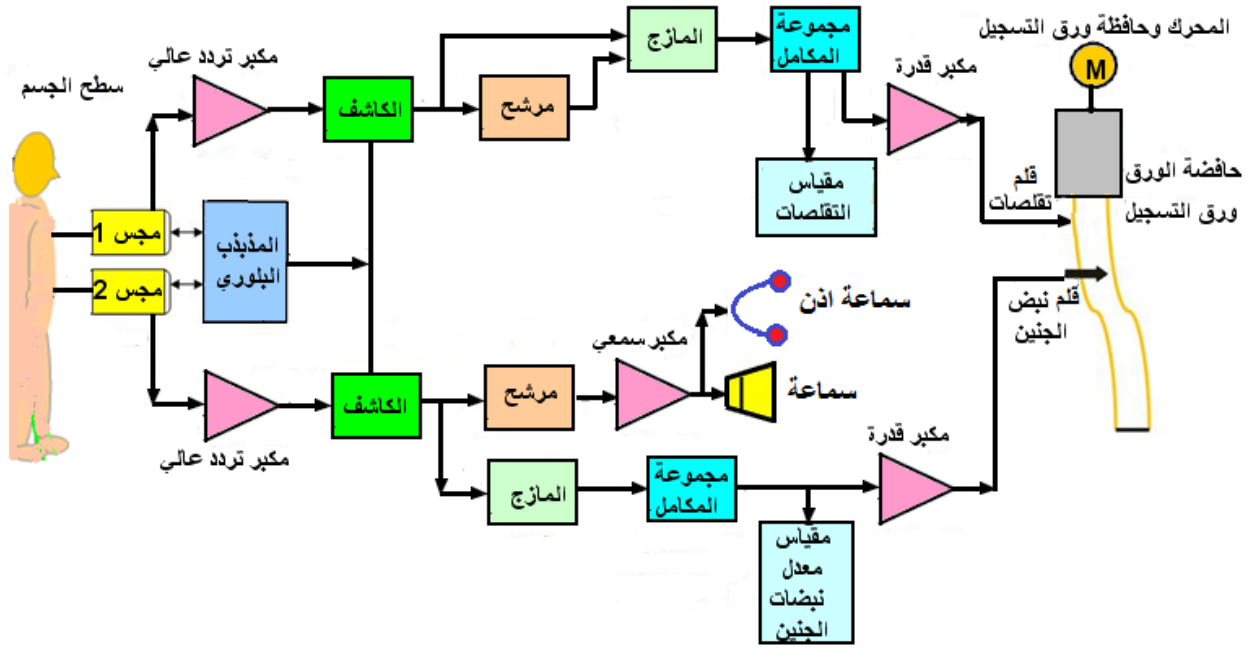 المحرك وحافظة ورق التسجيل
M
مجموعة
المكامل
المازج
مكبر تردد عالي
مكبر قدرة
سطح الجسم
الكاشف
مرشح
قلم
تقلصات
حافضة الورق
ورق التسجيل
مقياس
التقلصات
مجس 1
المذبذب
البلوري
مجس 2
سماعة اذن
قلم نبض
الجنين
مكبر سمعي
سماعة
مرشح
الكاشف
مكبر تردد عالي
مكبر قدرة
المازج
مجموعة
المكامل
مقياس
معدل
نبضات
الجنين